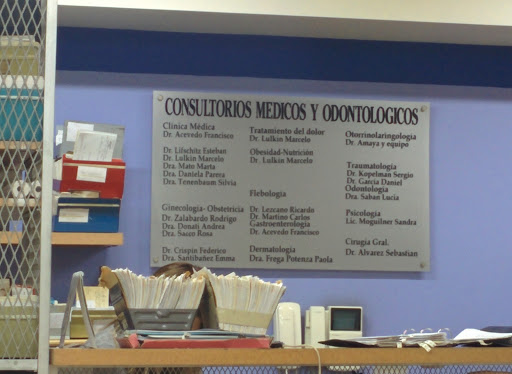 CONSULTORIOS MEDICOS Y ODONTOLOGICOS
Clínica Médica
Dr. Acevedo Francisco
Dr. Lifschitz Esteban
Dr. Lulkin Marcelo
Dra. Mato Marta
Dra. Daniela Parera
Dra. Tenenbaum Silvia
Ginecología-Obstetricia
Dr. Zalabardo Rodrigo
Dra. Donati Andrea
Dra. Sasin Rosa
Dr. Crispin Federico
Dra. Santibañez Emma
Tratamiento del dolor
Dr. Lulkin Marcelo
Obesidad-Nutrición
Dr. Lulkin Marcelo
Flebología
Dr. Lezcano Ricardo
Dr. Martino Carlos
Gastroenterología
Dr. Acevedo Francisco
Dermatología
Dra. Frega Potenza Paola
Otorrinolaringología
Dr. Amaya y equipo
Traumatología
Dr. Kopelman Sergio
Dr. García Daniel
Odontología
Dra. Saban Lucía
Psicología
Lic. Moguilner Sandra
Cirugía Gral.
Dr. Alvarez Sebastian